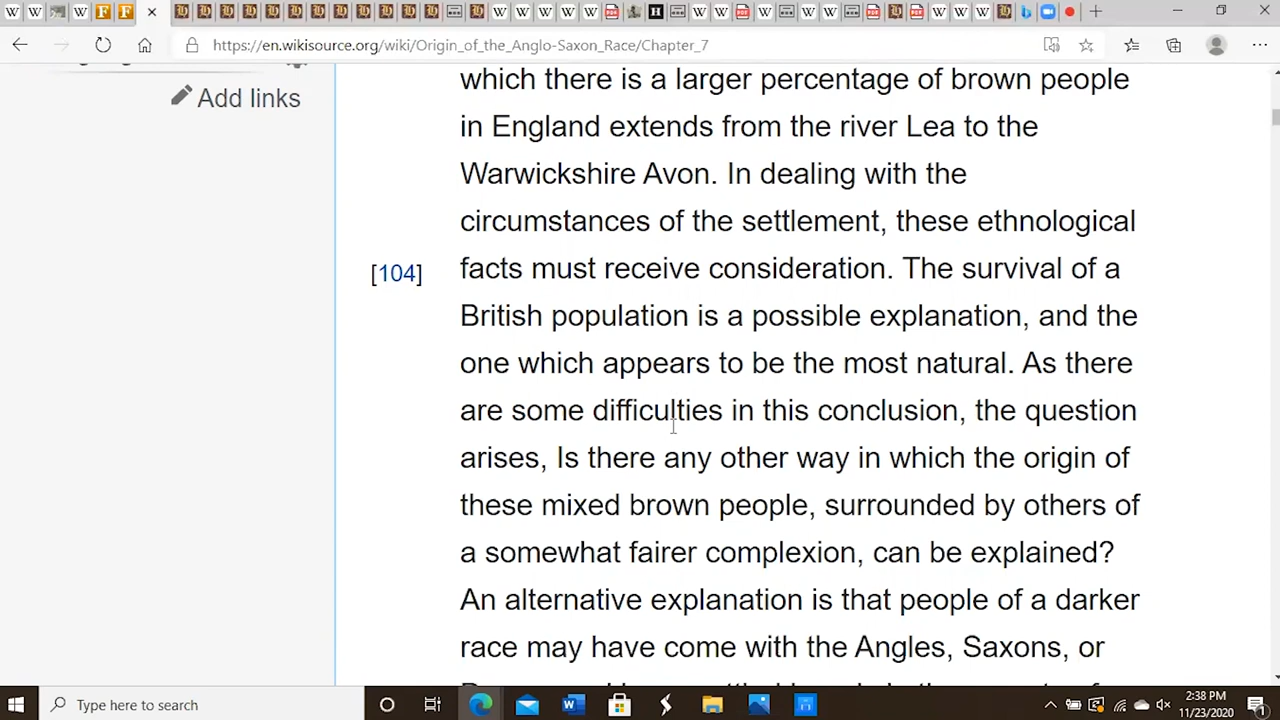 https://en.wikisource.org/wiki/Origin_of_the_Anglo-Saxon_Race/Chapter_7
Add links
which there is a larger percentage of brown people
in England extends from the river Lea to the
Warwickshire Avon. In dealing with the
circumstances of the settlement, these ethnological
[104] facts must receive consideration. The survival of a
British population is a possible explanation, and the
one which appears to be the most natural. As there
are some difficulties in this conclusion, the question
arises, Is there any other way in which the origin of
these mixed brown people, surrounded by others of
a somewhat fairer complexion, can be explained?
An alternative explanation is that people of a darker
race may have come with the Angles, Saxons, or
Type here to search
2:38 PM
11/23/2020